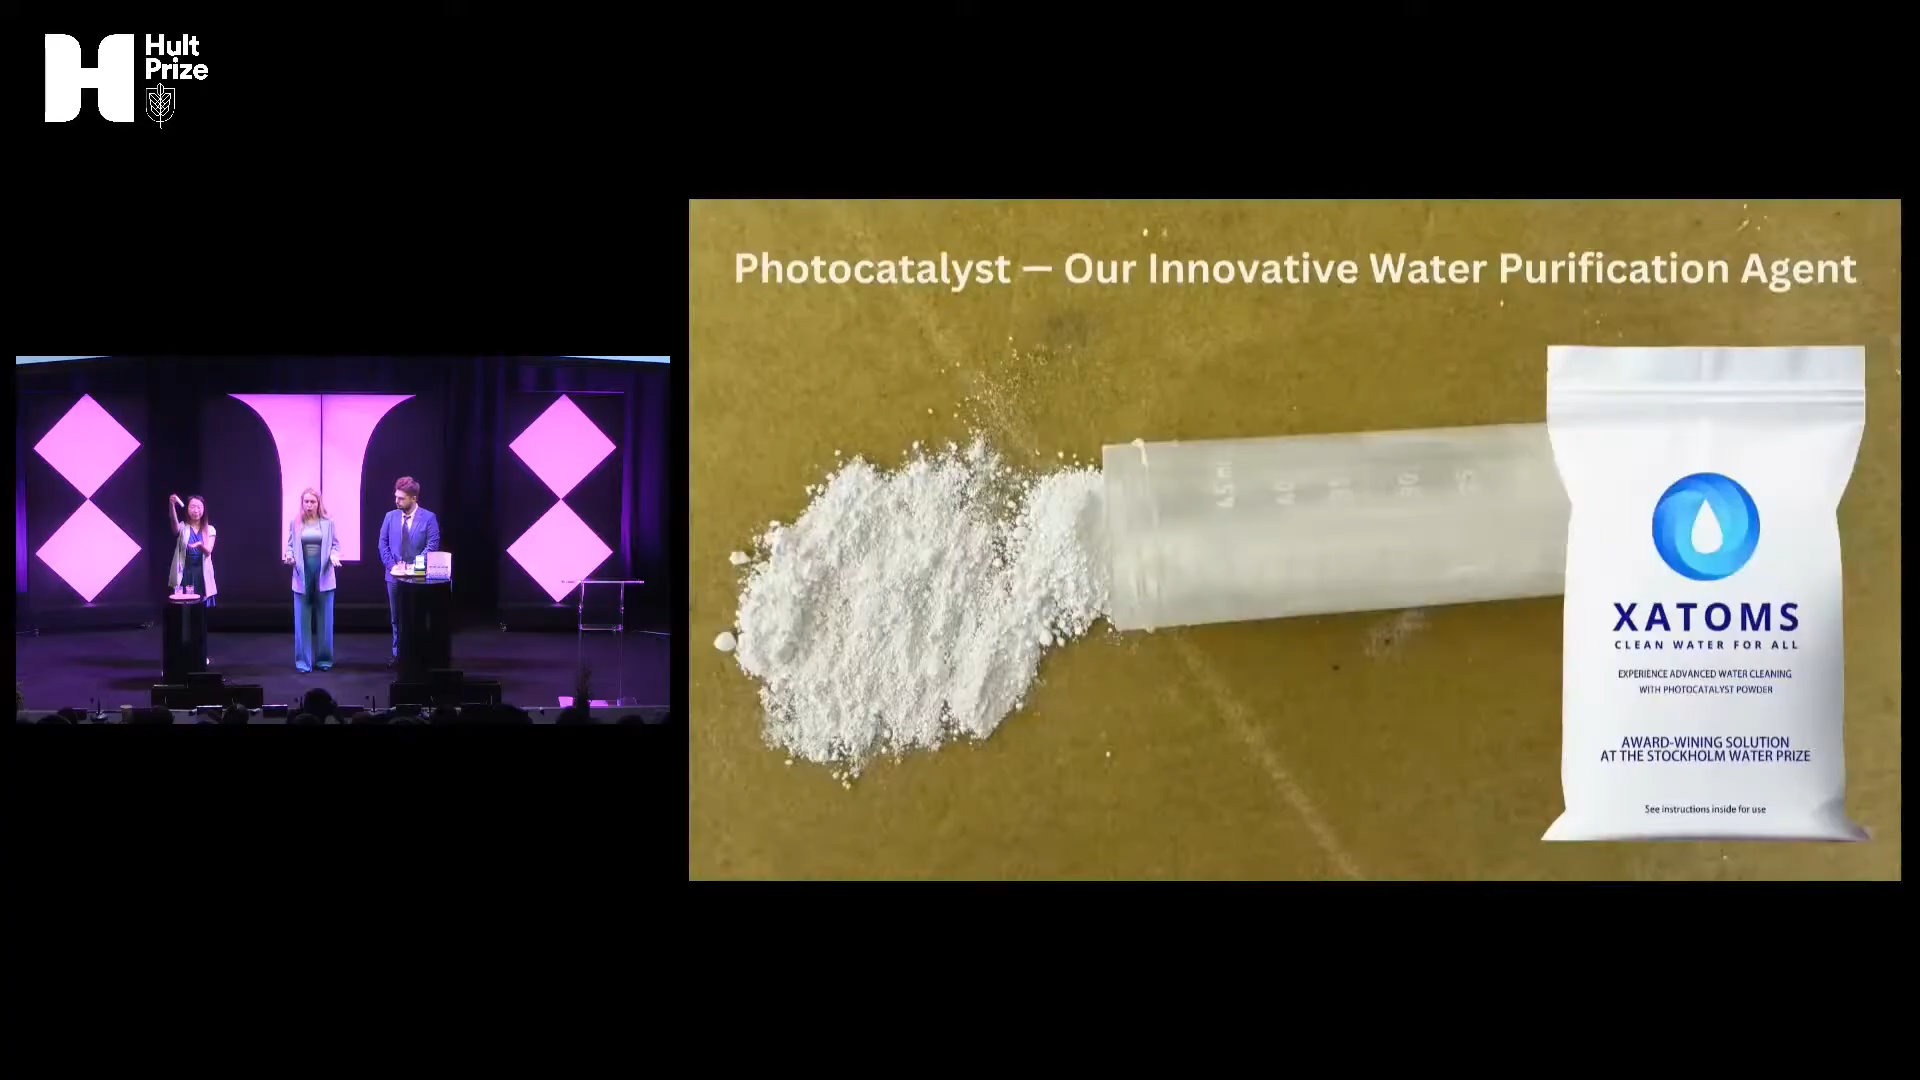 Hult
Prize
Photocatalyst — Our Innovative Water Purification Agent
XATOMS
CLEAN WATER FOR ALL
EXPERIENCE ADVANCED WATER CLEANING
WITH PHOTOCATALYST POWDER
AWARD-WINING SOLUTION
AT THE STOCKHOLM WATER PRIZE
See instructions inside for use